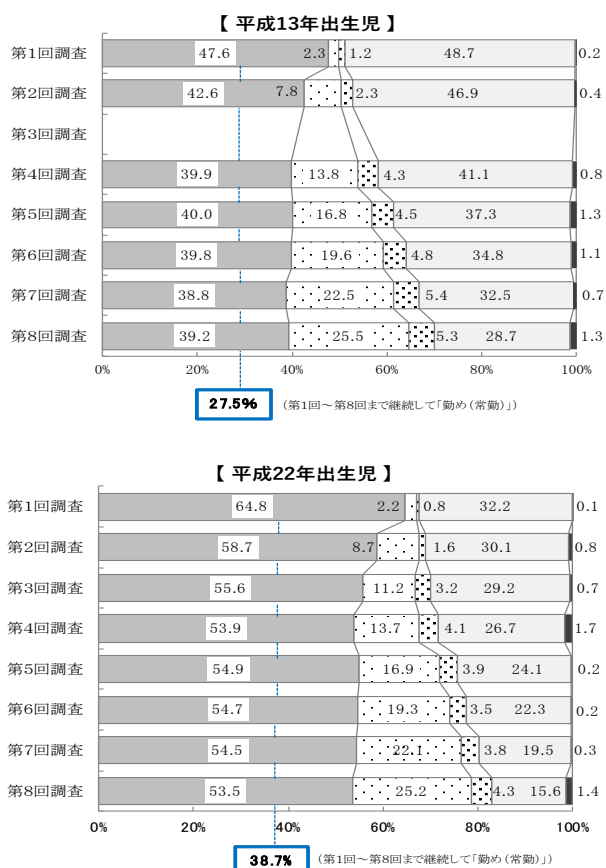 【 平成13年出生児 】
第1回調査 47.6 2.3 1.2 48.7 0.2
第2回調査 42.6 7.8 2.3 46.9 0.4
第3回調査
第4回調査 39.9 13.8 4.3 41.1 0.8
第5回調査 40.0 16.8 4.5 37.3 1.3
第6回調査 39.8 19.6 4.8 34.8 1.1
第7回調査 38.8 22.5 5.4 32.5 0.7
第8回調査 39.2 25.5 5.3 28.7 1.3
0% 20% 40% 60% 80% 100%
27.5% (第1回～第8回まで継続して「勤め(常勤)」)
【 平成22年出生児 】
第1回調査 64.8 2.2 0.8 32.2 0.1
第2回調査 58.7 8.7 1.6 30.1 0.8
第3回調査 55.6 11.2 3.2 29.2 0.7
第4回調査 53.9 13.7 4.1 26.7 1.7
第5回調査 54.9 16.9 3.9 24.1 0.2
第6回調査 54.7 19.3 3.5 22.3 0.2
第7回調査 54.5 22.1 3.8 19.5 0.3
第8回調査 53.5 25.2 4.3 15.6 1.4
0% 20% 40% 60% 80% 100%
38.7% (第1回～第8回まで継続して「勤め(常勤)」)